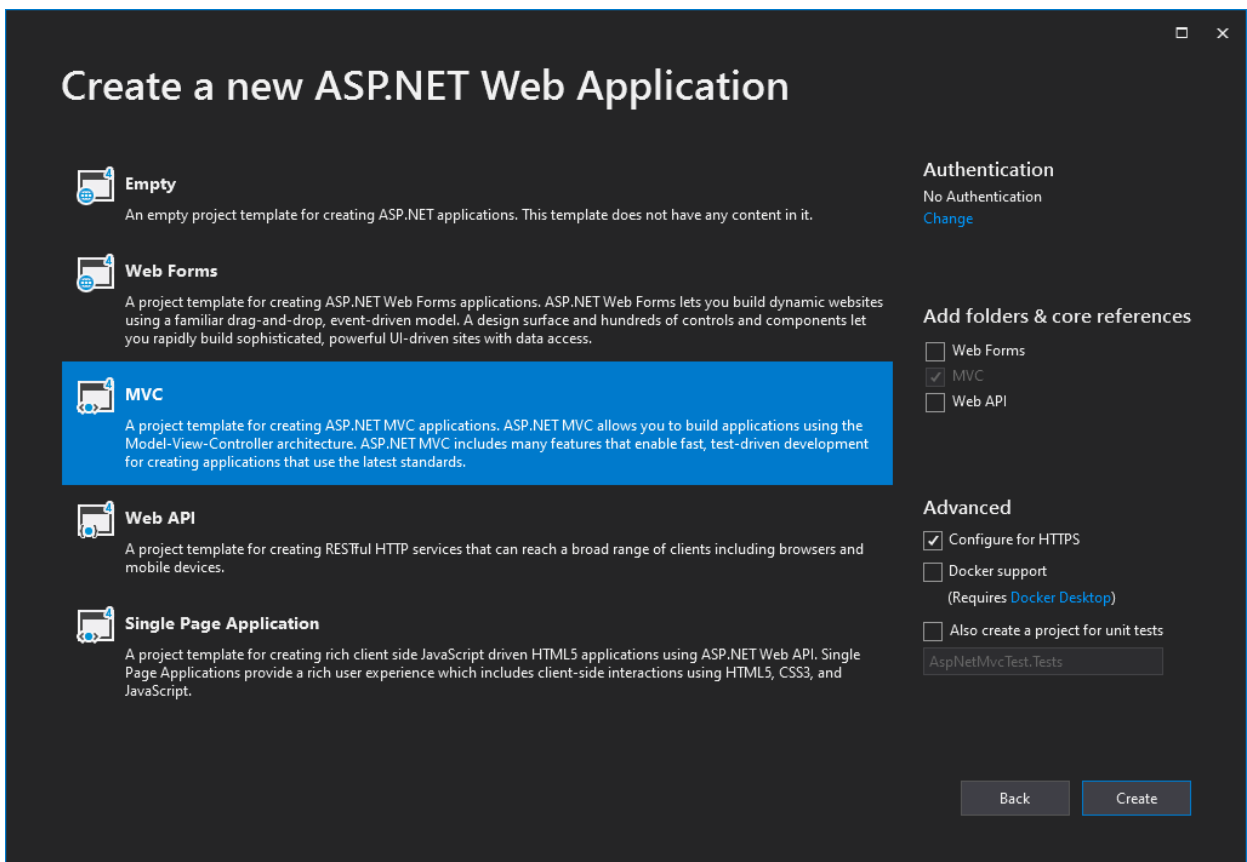 Create a new ASP.NET Web Application
Empty
An empty project template for creating ASP.NET applications. This template does not have any content in it.
Web Forms
A project template for creating ASP.NET Web Forms applications. ASP.NET Web Forms lets you build dynamic websites
using a familiar drag-and-drop, event-driven model. A design surface and hundreds of controls and components let
you rapidly build sophisticated, powerful UI-driven sites with data access.
MVC
A project template for creating ASP.NET MVC applications. ASP.NET MVC allows you to build applications using the
Model-View-Controller architecture. ASP.NET MVC includes many features that enable fast, test-driven development
for creating applications that use the latest standards.
Web API
A project template for creating RESTful HTTP services that can reach a broad range of clients including browsers and
mobile devices.
Single Page Application
A project template for creating rich client side JavaScript driven HTML5 applications using ASP.NET Web API. Single
Page Applications provide a rich user experience which includes client-side interactions using HTML5, CSS3, and
JavaScript.
Authentication
No Authentication
Change
Add folders & core references
Web Forms
MVC
Web API
Advanced
Configure for HTTPS
Docker support
(Requires Docker Desktop)
Also create a project for unit tests
AspNetMvcTest.Tests
Back
Create